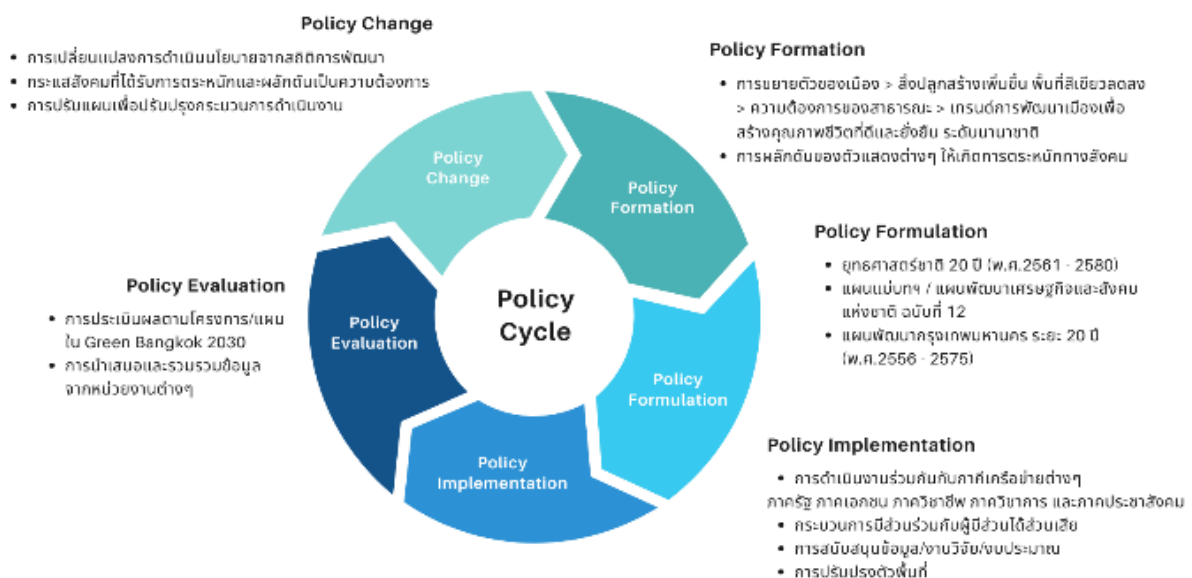 Policy Change
• การเปลี่ยนแปลงการดำเนินนโยบายจากสถิติการพัฒนา
• กระแสสังคมที่ได้รับการตระหนักและผลักดันเป็นความต้องการ
• การปรับแผนเพื่อปรับปรุงกระบวนการดำเนินงาน
Policy Formation
• การขยายตัวของเมือง > สิ่งปลูกสร้างเพิ่มขึ้น พื้นที่สีเขียวลดลง
> ความต้องการของสาธารณะ > เทรนด์การพัฒนาเมืองเพื่อ
สร้างคุณภาพชีวิตที่ดีและยั่งยืน ระดับนานาชาติ
• การผลักดันของตัวแสดงต่างๆ ให้เกิดการตระหนักทางสังคม
Policy Formulation
• ยุทธศาสตร์ชาติ 20 ปี (พ.ศ.2561 - 2580)
• แผนแม่บทฯ / แผนพัฒนาเศรษฐกิจและสังคม
แห่งชาติ ฉบับที่ 12
• แผนพัฒนากรุงเทพมหานคร ระยะ 20 ปี
(พ.ศ.2556 - 2575)
Policy Implementation
• การดำเนินงานร่วมกันกับภาคีเครือข่ายต่างๆ
ภาครัฐ ภาคเอกชน ภาควิชาชีพ ภาควิชาการ และภาคประชาสังคม
• กระบวนการมีส่วนร่วมกับผู้มีส่วนได้ส่วนเสีย
• การสนับสนุนข้อมูล/งานวิจัย/งบประมาณ
• การปรับปรุงตัวพื้นที่
Policy Evaluation
• การประเมินผลตามโครงการ/แผน
ใน Green Bangkok 2030
• การนำเสนอและรวบรวมข้อมูล
จากหน่วยงานต่างๆ
Policy
Change
Policy
Formation
Policy
Formulation
Policy
Implementation
Policy
Evaluation
Policy
Cycle